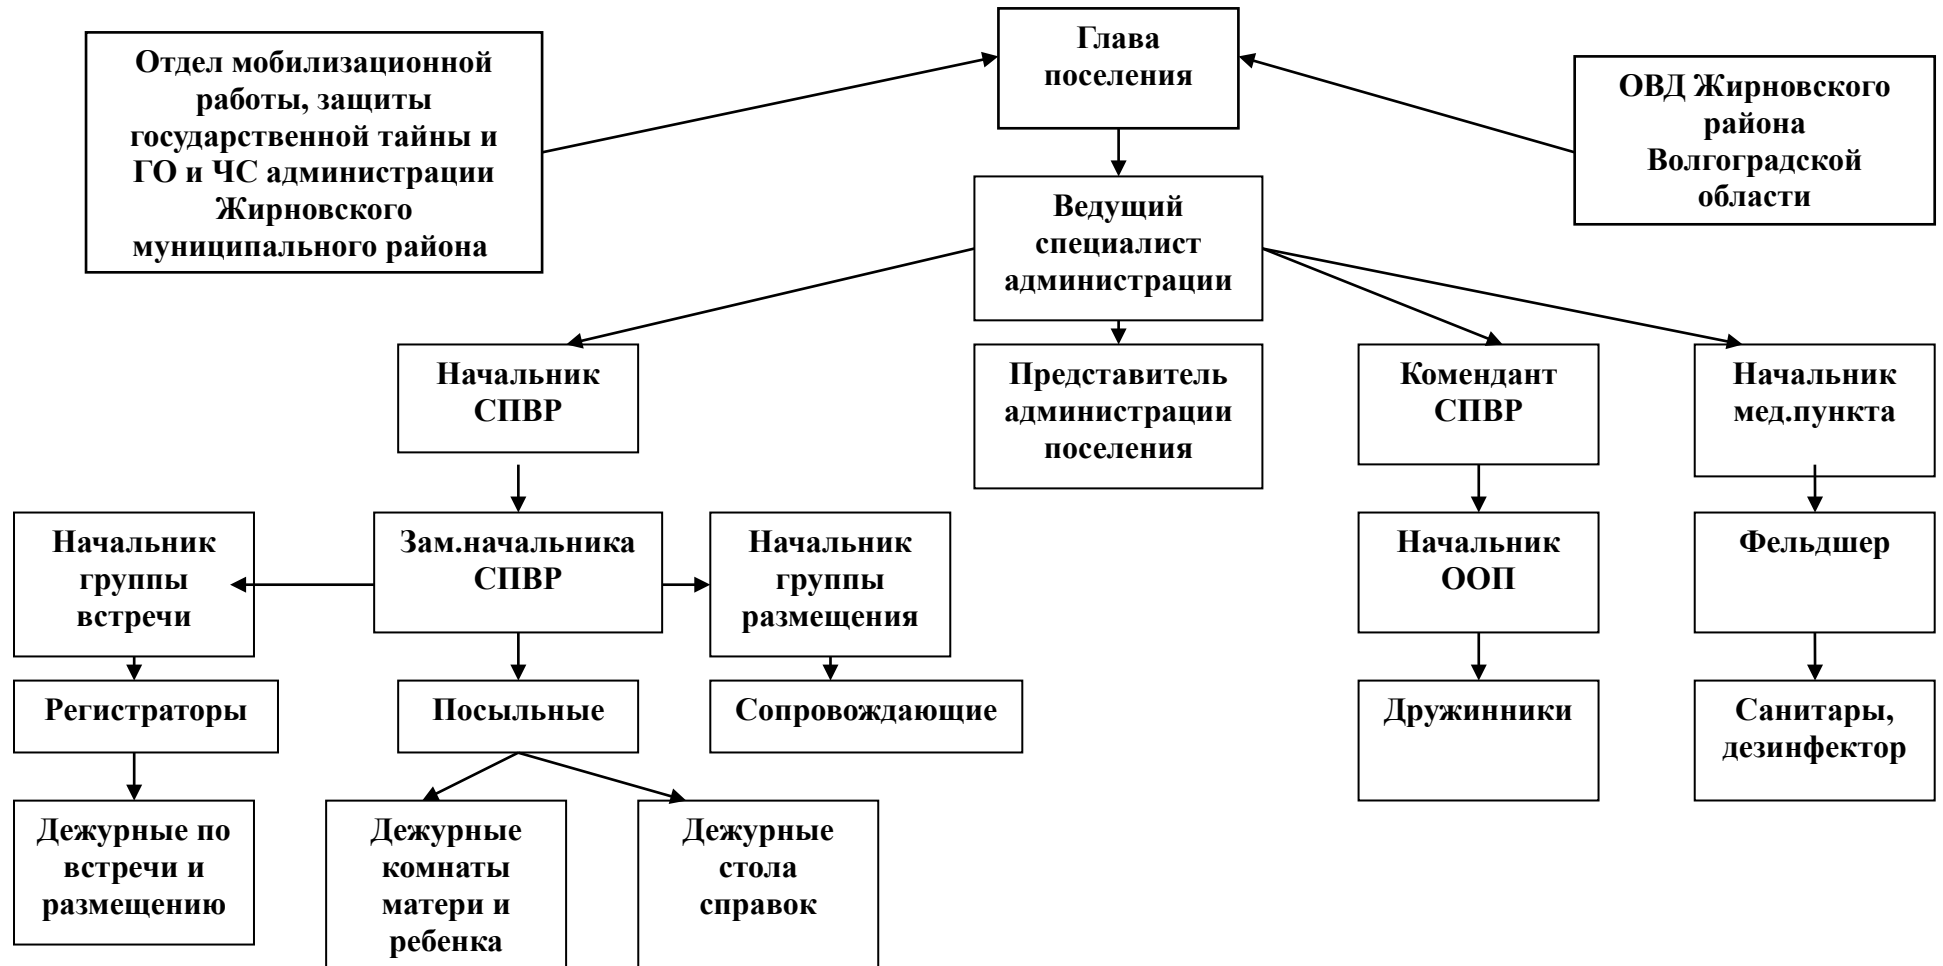 Глава
поселения
Отдел мобилизационной
работы, защиты
государственной тайны и
ГО и ЧС администрации
Жирновского
муниципального района
ОВД Жирновского
района
Волгоградской
области
Ведущий
специалист
администрации
Начальник
СПВР
Представитель
администрации
поселения
Комендант
СПВР
Начальник
мед.пункта
Начальник
группы
встречи
Зам.начальника
СПВР
Начальник
группы
размещения
Начальник
ООП
Фельдшер
Регистраторы
Посыльные
Сопровождающие
Дружинники
Санитары,
дезинфектор
Дежурные по
встречи и
размещению
Дежурные
комнаты
матери и
ребенка
Дежурные
стола
справок